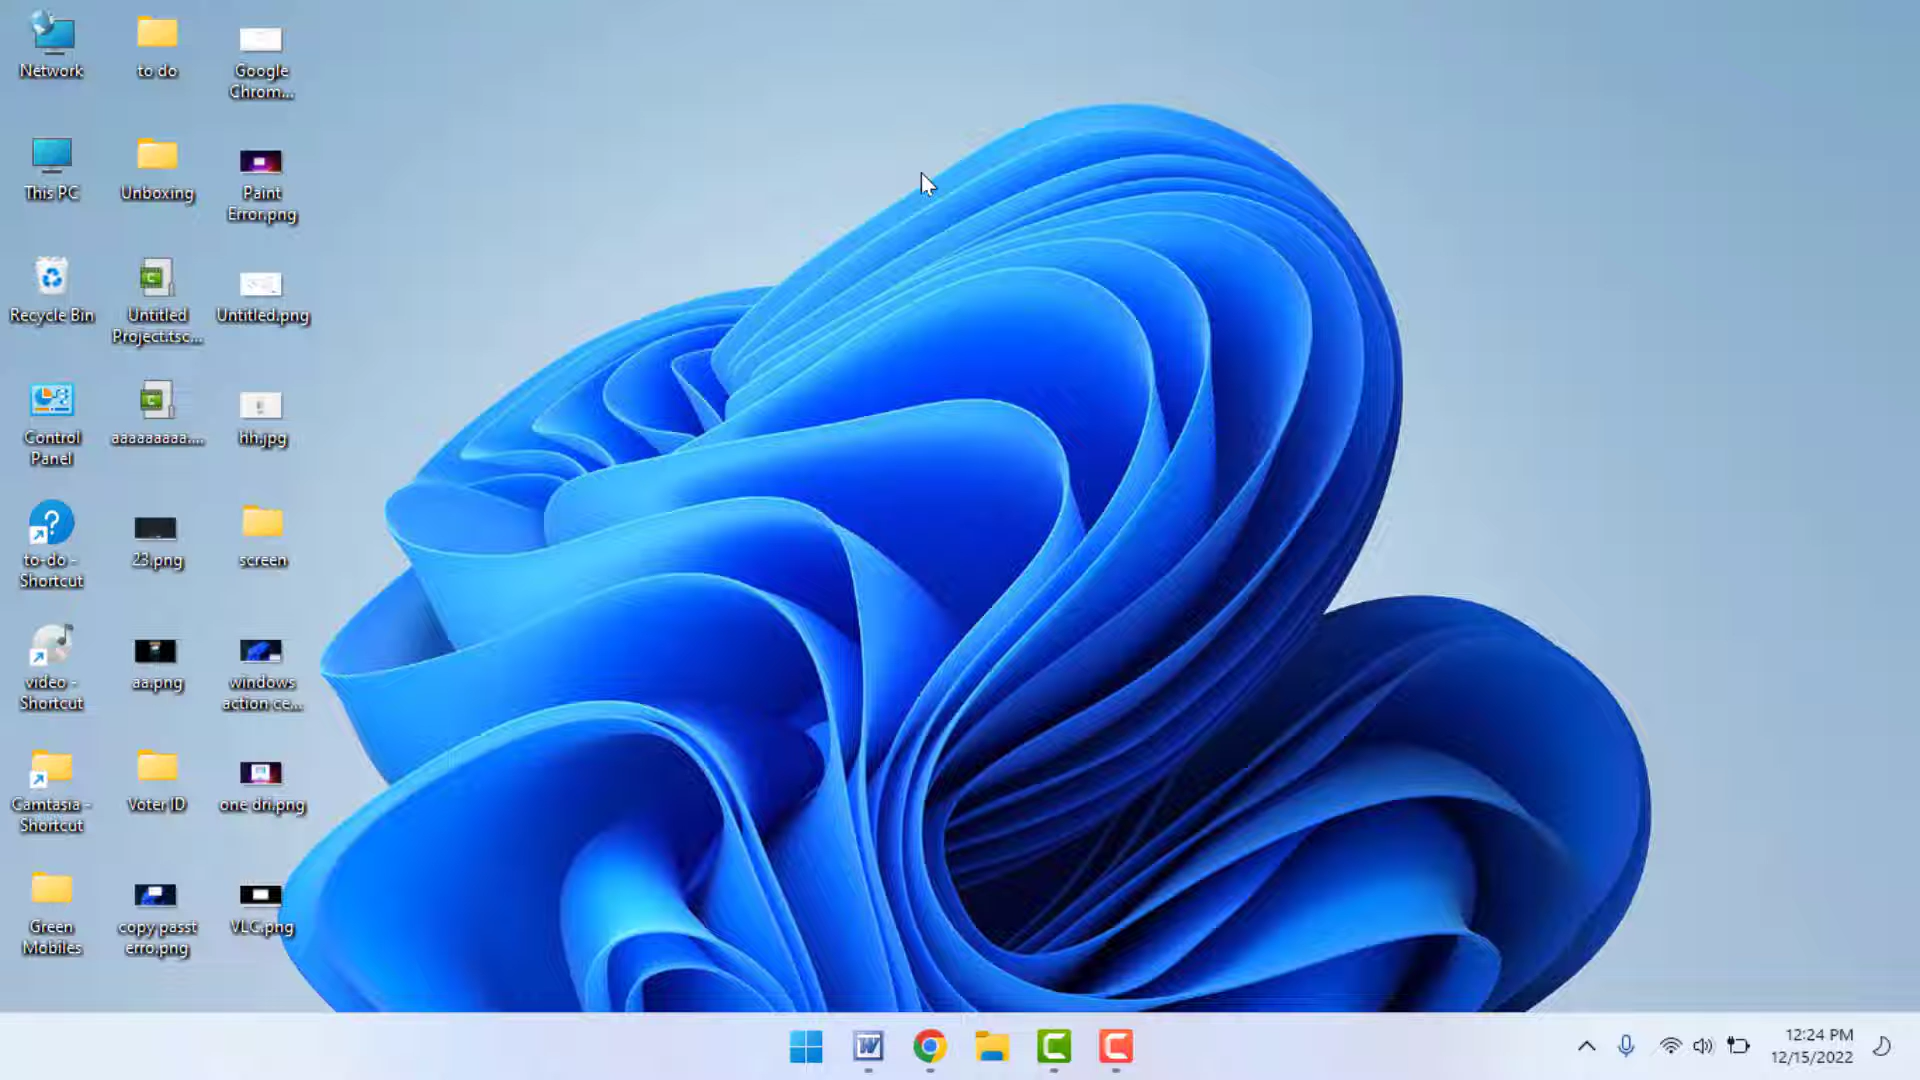 Network
to do
Google
Chrom...
This PC
Unboxing
Paint
Error.png
Recycle Bin
Untitled
Project.tsc...
Untitled.png
Control
Panel
aaaaaaaaa....
hh.jpg
to-do -
Shortcut
23.png
screen
video -
Shortcut
aa.png
windows
action ce...
Camtasia -
Shortcut
Voter ID
one dri.png
Green
Mobiles
copy passt
erro.png
VLC.png
12:24 PM
12/15/2022